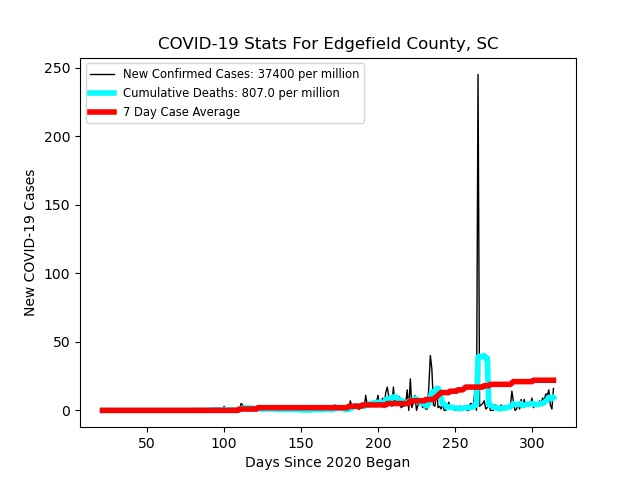 COVID-19 Stats For Edgefield County, SC
New Confirmed Cases: 37400 per million
Cumulative Deaths: 807.0 per million
7 Day Case Average
250
200
150
100
50
0
New COVID-19 Cases
50 100 150 200 250 300
Days Since 2020 Began